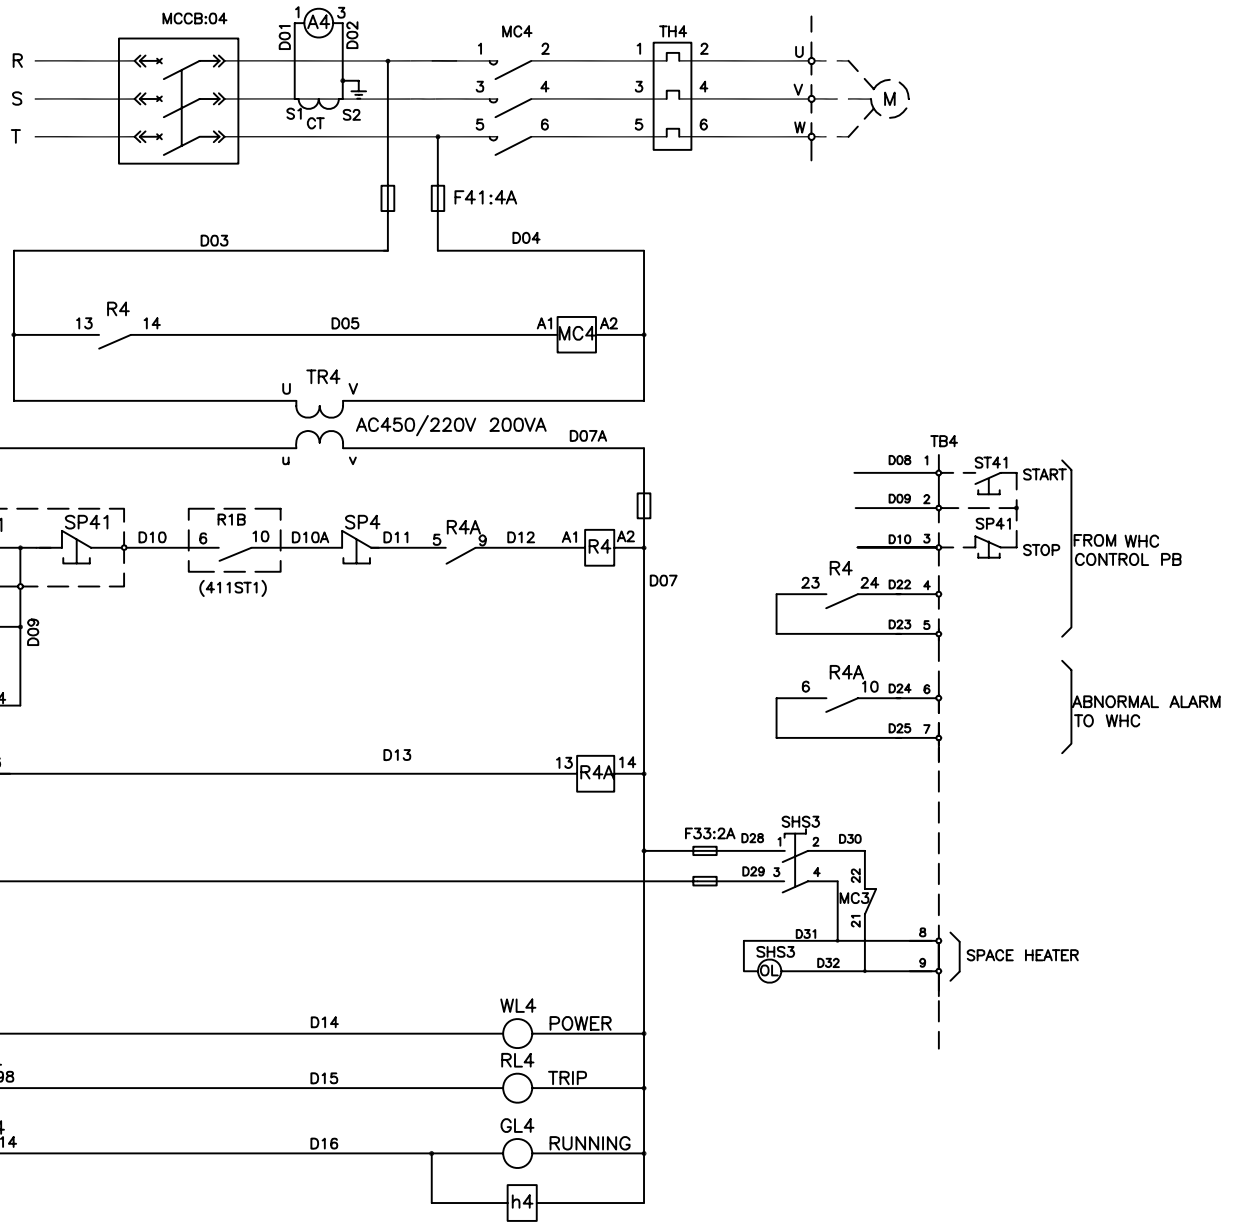 MCCB:04
1 A4 3
D01 D02
MC4
TH4
R 1 2 1 2 U
S 3 4 3 4 V M
S1 CT S2
T 5 6 5 6 W
F41:4A
D03 D04
R4
13 14 D05 A1 MC4 A2
TR4
U V
AC450/220V 200VA
D07A
u v
TB4
D08 1 ST41 START
D09 2
SP41 R1B SP4 R4A SP41
D10 6 10 D10A D11 5 9 D12 A1 R4 A2
D10 3 STOP
FROM WHC
CONTROL PB
(411ST1)
D07
R4
23 24 D22 4
D09
D23 5
R4A
6 10 D24 6
4
ABNORMAL ALARM
TO WHC
D25 7
D13 13 R4A 14
SHS3
F33:2A D28 1 2 D30
D29 3 4 22
MC3
21
D31 8
SHS3
OL D32 9
SPACE HEATER
WL4
D14 POWER
RL4
98 D15 TRIP
GL4
14 D16 RUNNING
h4